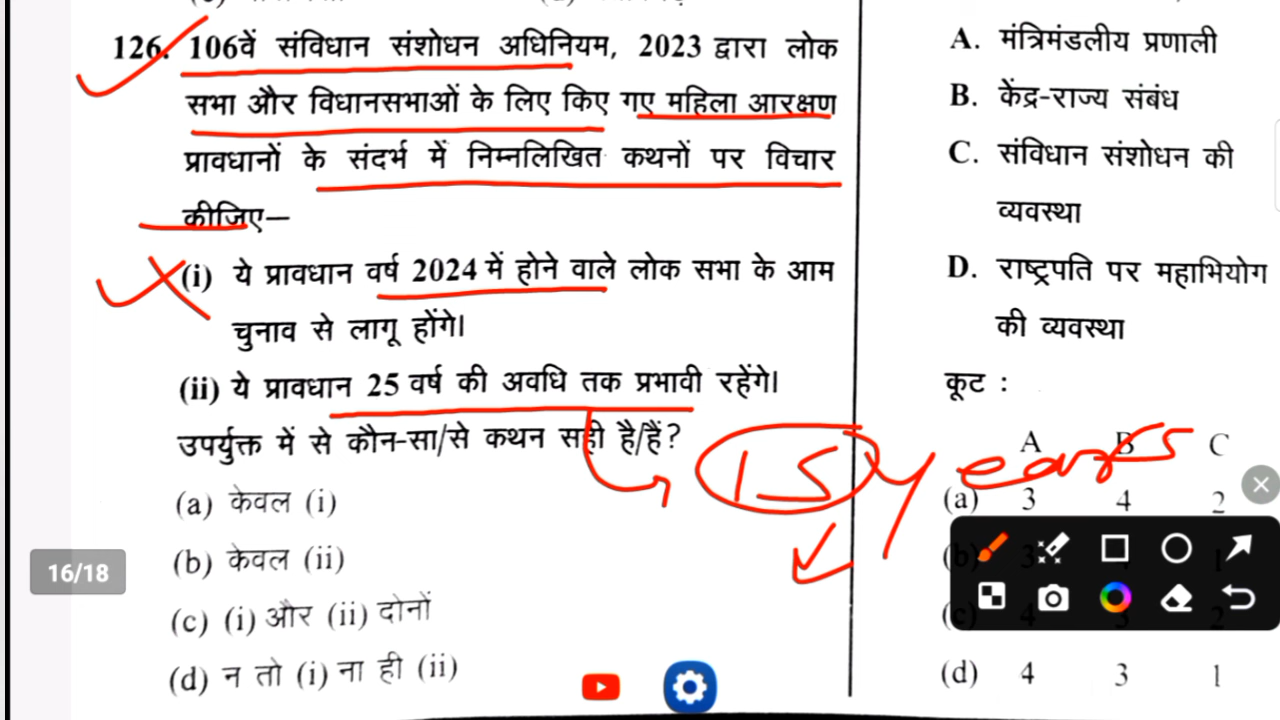 126. 106वें संविधान संशोधन अधिनियम, 2023 द्वारा लोक
सभा और विधानसभाओं के लिए किए गए महिला आरक्षण
प्रावधानों के संदर्भ में निम्नलिखित कथनों पर विचार
कीजिए–
(i) ये प्रावधान वर्ष 2024 में होने वाले लोक सभा के आम
चुनाव से लागू होंगे।
(ii) ये प्रावधान 25 वर्ष की अवधि तक प्रभावी रहेंगे।
उपर्युक्त में से कौन-सा/से कथन सही है/हैं?
15 years
(a) केवल (i)
(b) केवल (ii)
(c) (i) और (ii) दोनों
(d) न तो (i) ना ही (ii)
16/18
A. मंत्रिमंडलीय प्रणाली
B. केंद्र-राज्य संबंध
C. संविधान संशोधन की
व्यवस्था
D. राष्ट्रपति पर महाभियोग
की व्यवस्था
कूट :
A B C
(a) 3 4 2
(d) 4 3 1